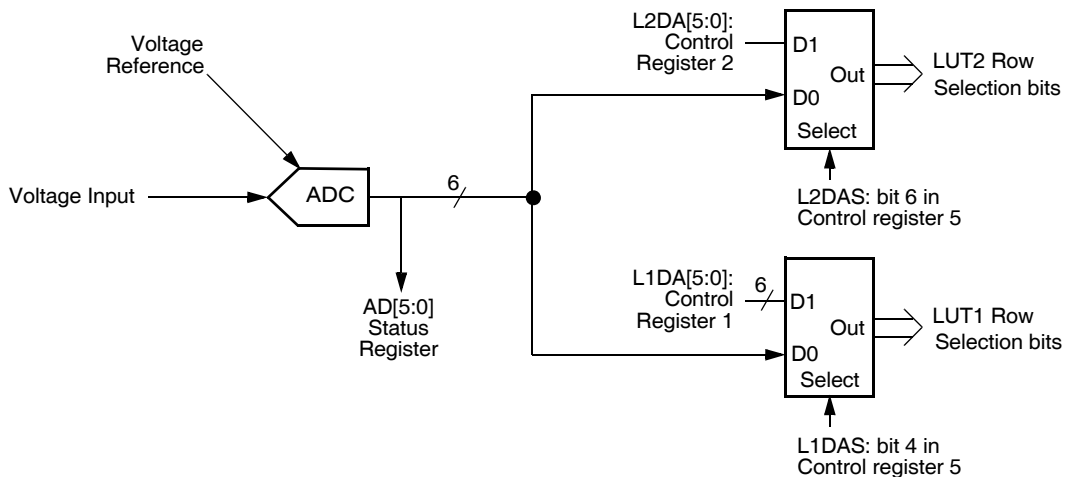 L2DA[5:0]:
Control
Register 2
D1
D0
Out
Select
LUT2 Row
Selection bits
L2DAS: bit 6 in
Control register 5
Voltage
Reference
Voltage Input
ADC
6
AD[5:0]
Status
Register
L1DA[5:0]:
Control
Register 1
6
D1
D0
Out
Select
LUT1 Row
Selection bits
L1DAS: bit 4 in
Control register 5